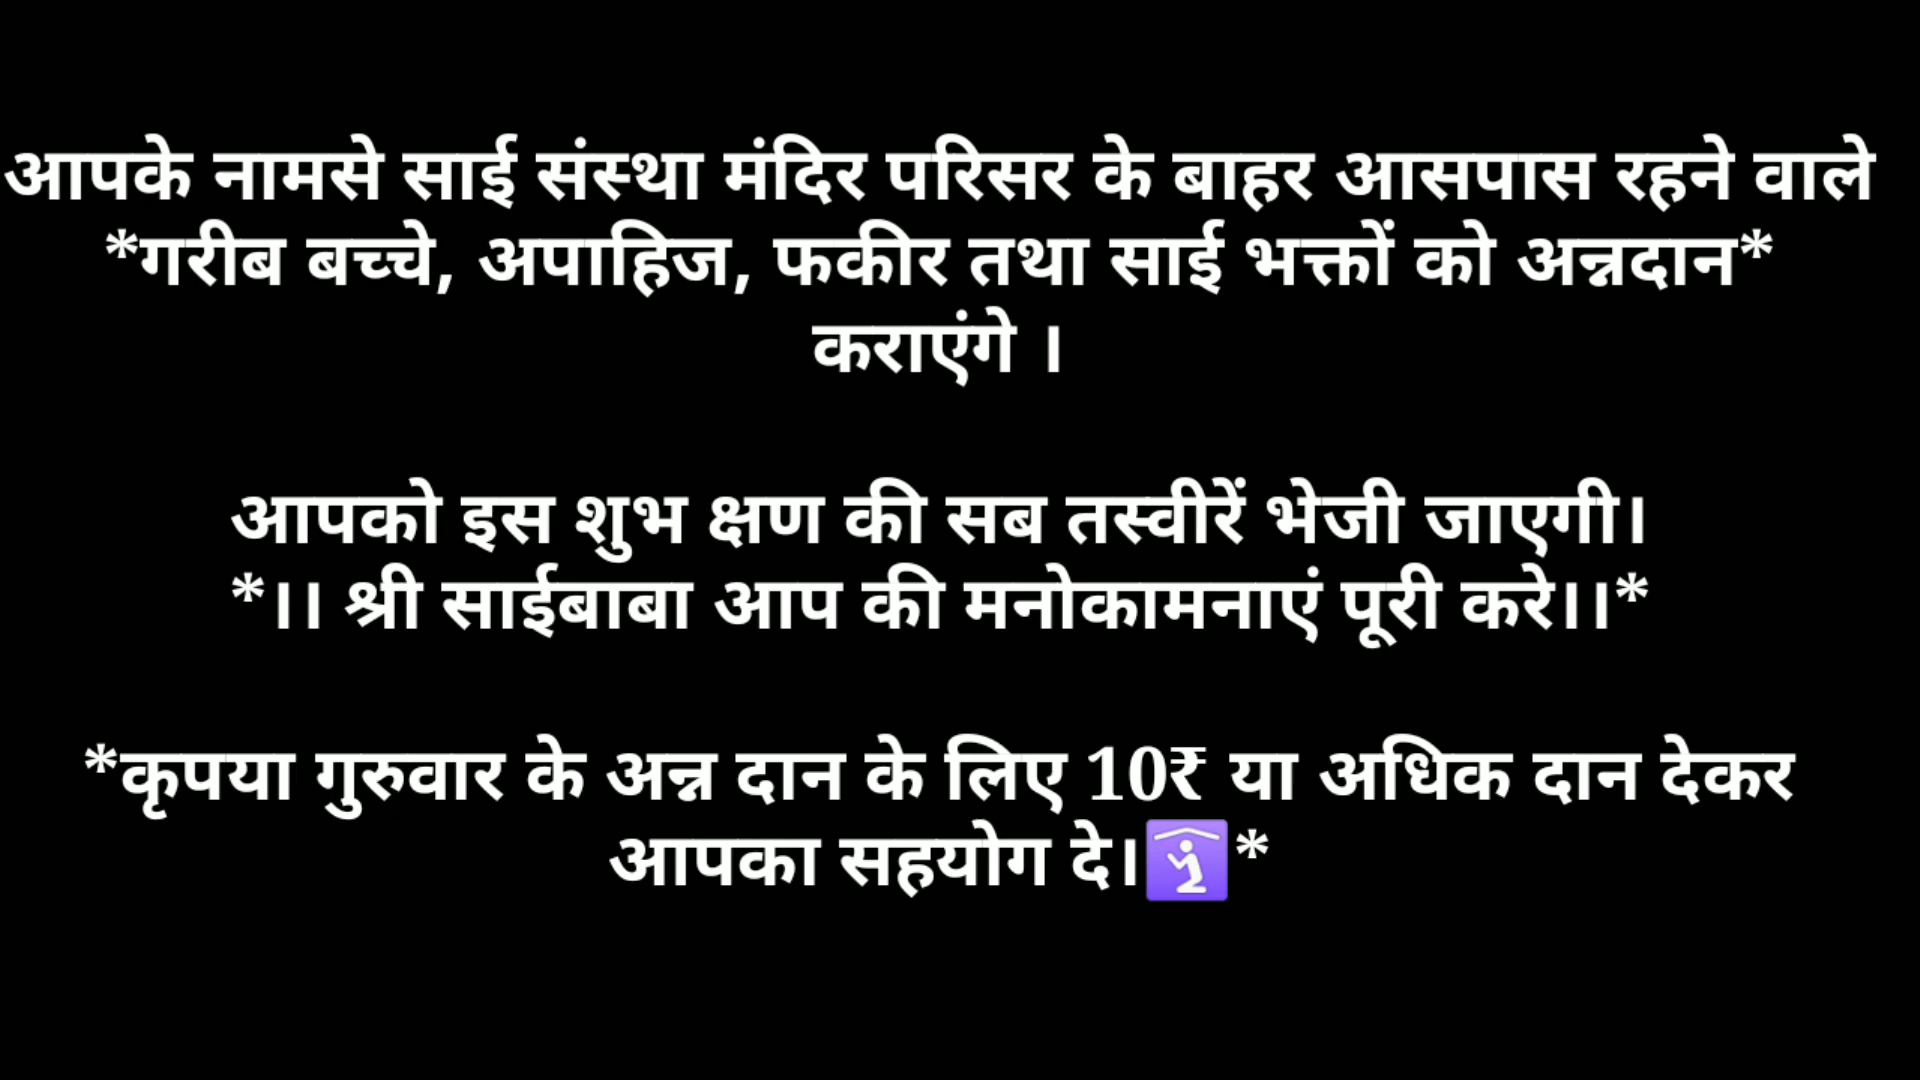 आपके नामसे साई संस्था मंदिर परिसर के बाहर आसपास रहने वाले
*गरीब बच्चे, अपाहिज, फकीर तथा साई भक्तों को अन्नदान*
कराएंगे ।
आपको इस शुभ क्षण की सब तस्वीरें भेजी जाएगी।
*।। श्री साईबाबा आप की मनोकामनाएं पूरी करे।।*
*कृपया गुरुवार के अन्न दान के लिए 10₹ या अधिक दान देकर
आपका सहयोग दे।🛐*